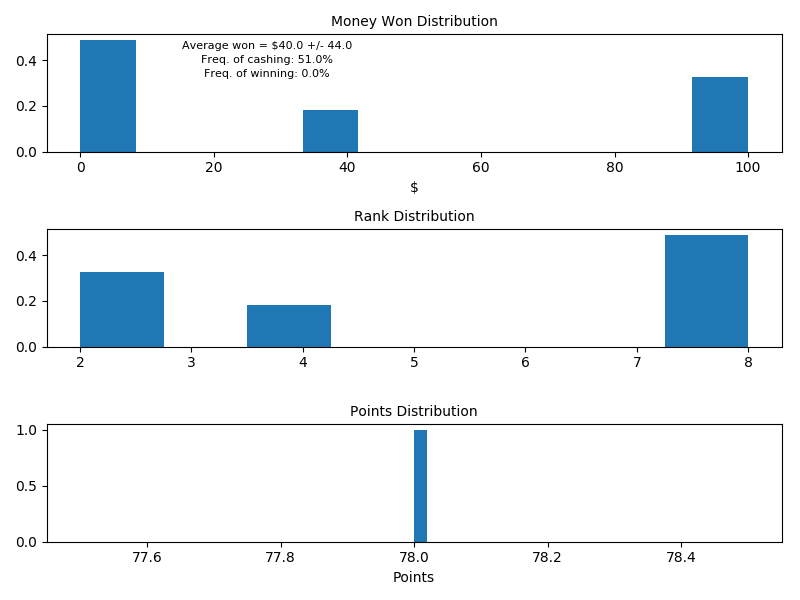 Money Won Distribution
Average won = $40.0 +/- 44.0
Freq. of cashing: 51.0%
Freq. of winning: 0.0%
0.4
0.2
0.0
0 20 40 60 80 100
$
Rank Distribution
0.4
0.2
0.0
2 3 4 5 6 7 8
Points Distribution
1.0
0.5
0.0
77.6 77.8 78.0 78.2 78.4
Points